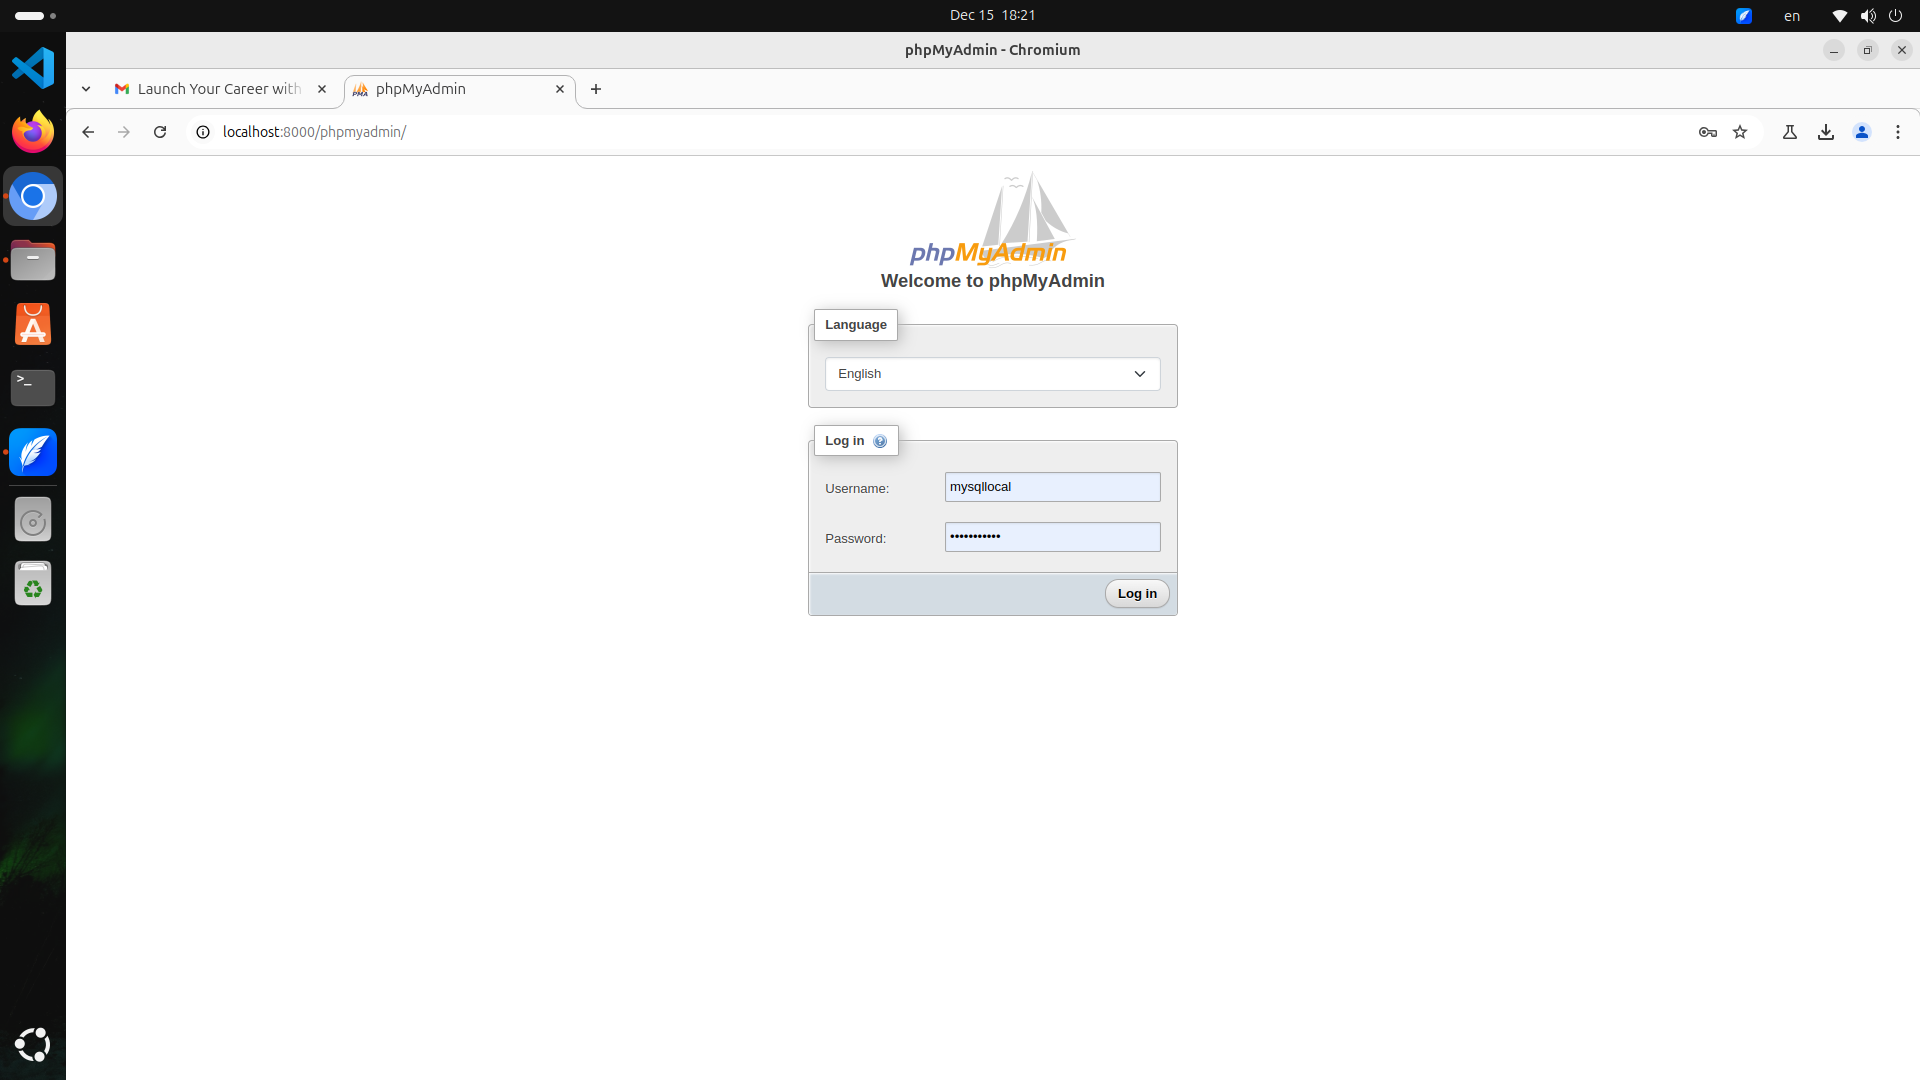 Dec 15 18:21
en
phpMyAdmin - Chromium
Launch Your Career with
phpMyAdmin
localhost:8000/phpmyadmin/
phpMyAdmin
Welcome to phpMyAdmin
Language
English
Log in
Username:
mysqllocal
Password:
•••••••••••
Log in